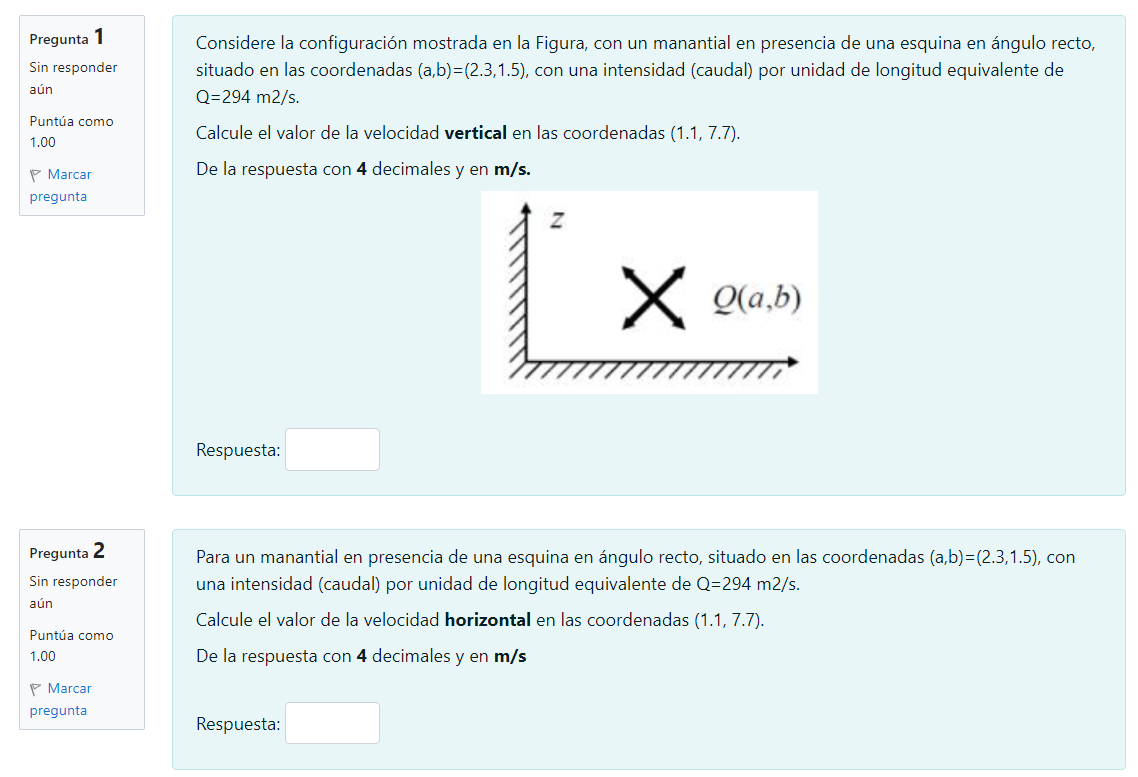 Pregunta 1
Sin responder
aún
Puntúa como
1.00
Marcar
pregunta
Considere la configuración mostrada en la Figura, con un manantial en presencia de una esquina en ángulo recto,
situado en las coordenadas (a,b)=(2.3,1.5), con una intensidad (caudal) por unidad de longitud equivalente de
Q=294 m2/s.
Calcule el valor de la velocidad vertical en las coordenadas (1.1, 7.7).
De la respuesta con 4 decimales y en m/s.
z
Q(a,b)
Respuesta:
Pregunta 2
Sin responder
aún
Puntúa como
1.00
Marcar
pregunta
Para un manantial en presencia de una esquina en ángulo recto, situado en las coordenadas (a,b)=(2.3,1.5), con
una intensidad (caudal) por unidad de longitud equivalente de Q=294 m2/s.
Calcule el valor de la velocidad horizontal en las coordenadas (1.1, 7.7).
De la respuesta con 4 decimales y en m/s
Respuesta: